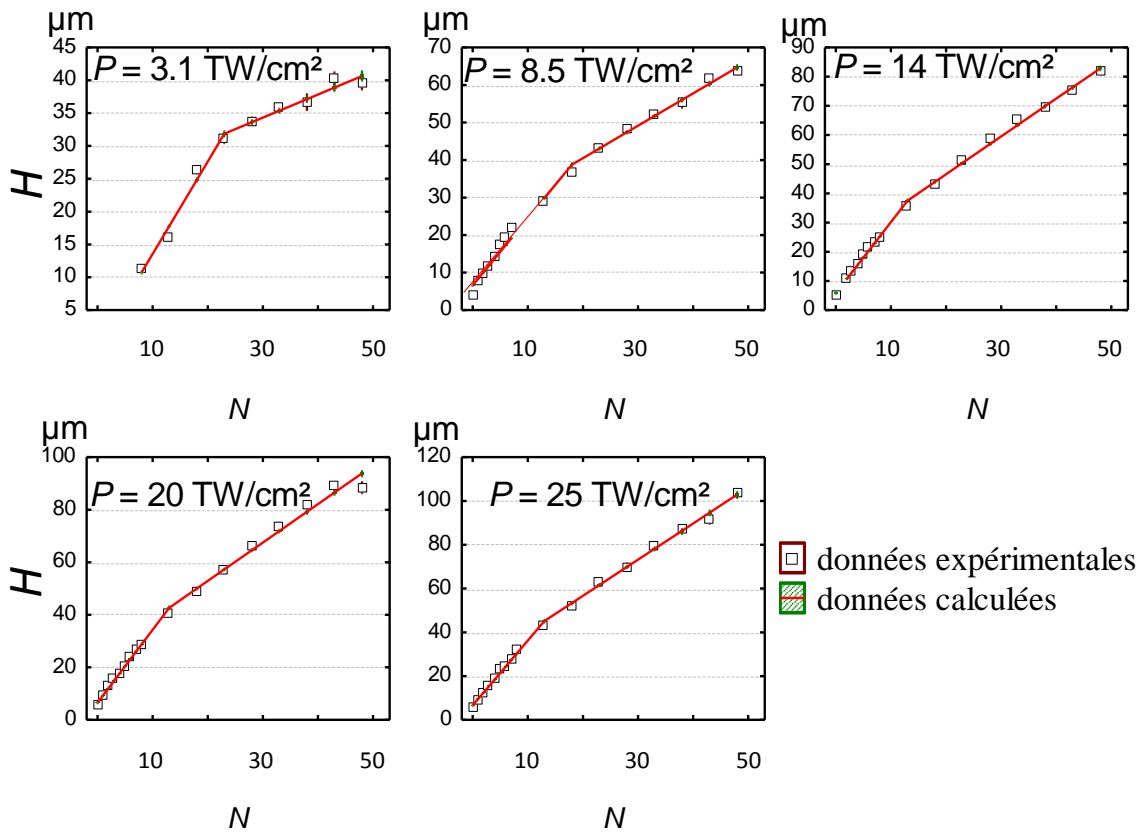 µm
P = 3.1 TW/cm²
45
40
35
30
25
20
15
10
5
H
10 30 50
N
µm
P = 8.5 TW/cm²
70
60
50
40
30
20
10
0
10 30 50
N
µm
P = 14 TW/cm²
90
80
70
60
50
40
30
20
10
0
10 30 50
N
µm
P = 20 TW/cm²
100
80
60
40
20
0
H
10 30 50
N
µm
P = 25 TW/cm²
120
100
80
60
40
20
0
10 30 50
N
données expérimentales
données calculées